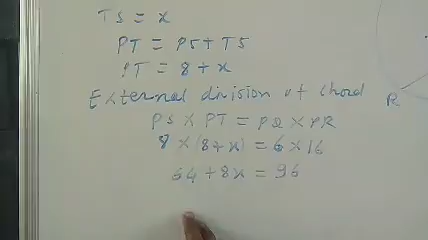 TS = x
PT = PS + TS
PT = 8 + x
External division of chord
R
PS × PT = PQ × PR
8 × (8 + x) = 6 × 16
64 + 8x = 96